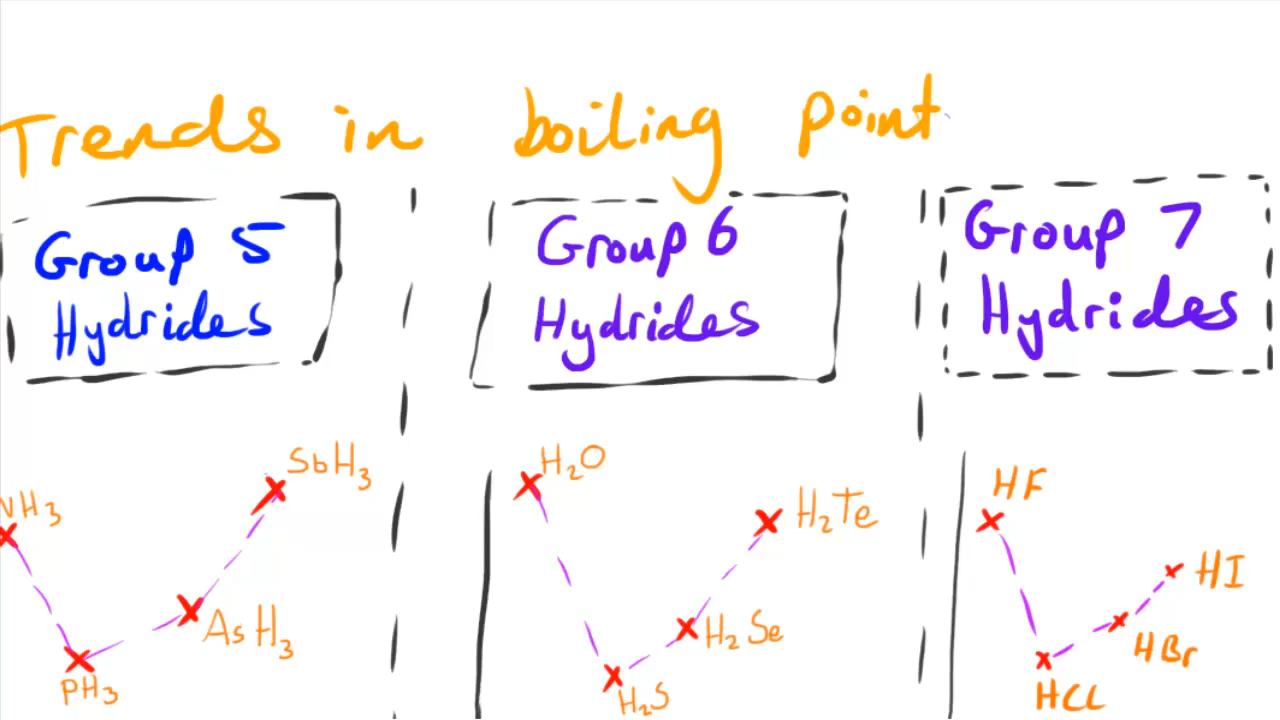 Trends in boiling point
Group 5
Hydrides
Group 6
Hydrides
Group 7
Hydrides
NH3
PH3
AsH3
SbH3
H2O
H2S
H2Se
H2Te
HF
HCL
HBr
HI